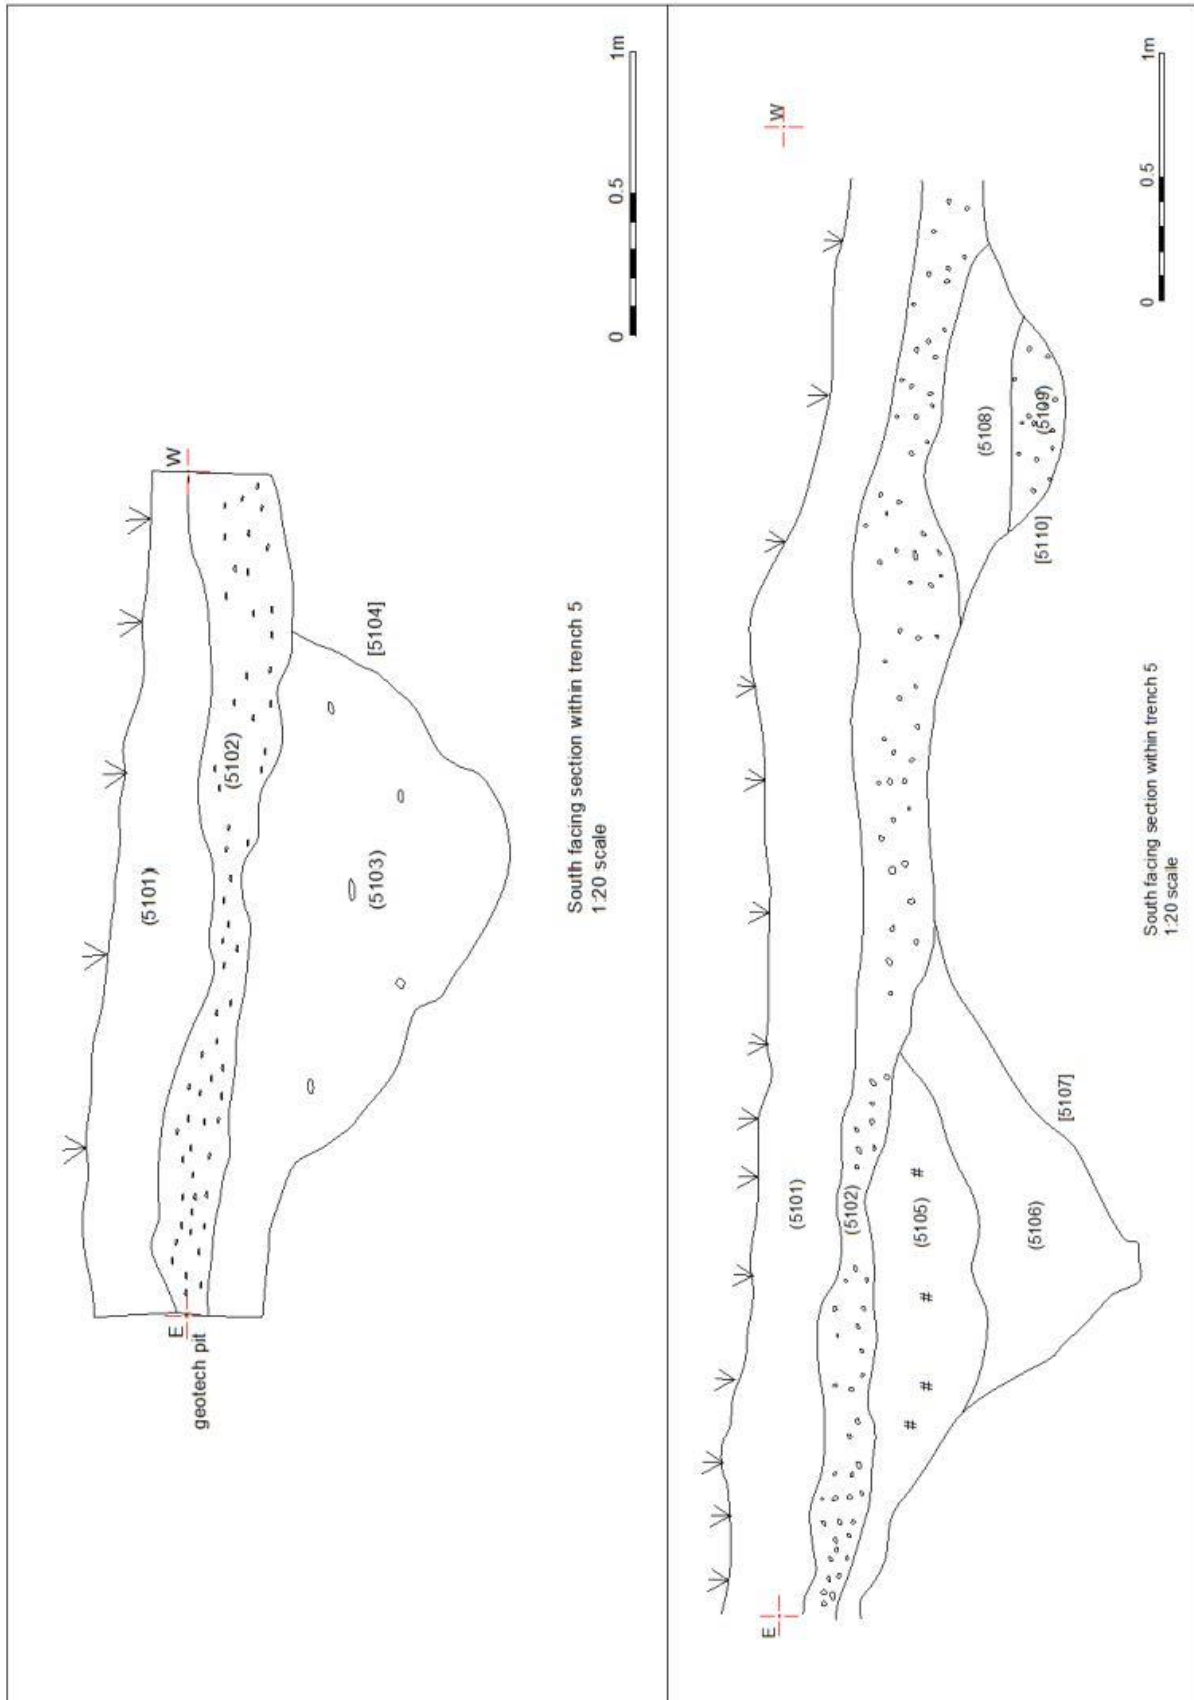 E
geotech pit
(5101)
(5102)
(5103)
[5104]
W
South facing section within trench 5
1:20 scale
0
0.5
1m
E
(5101)
(5102)
(5105)
#
#
#
#
(5106)
[5107]
(5108)
(5109)
[5110]
W
South facing section within trench 5
1:20 scale
0
0.5
1m